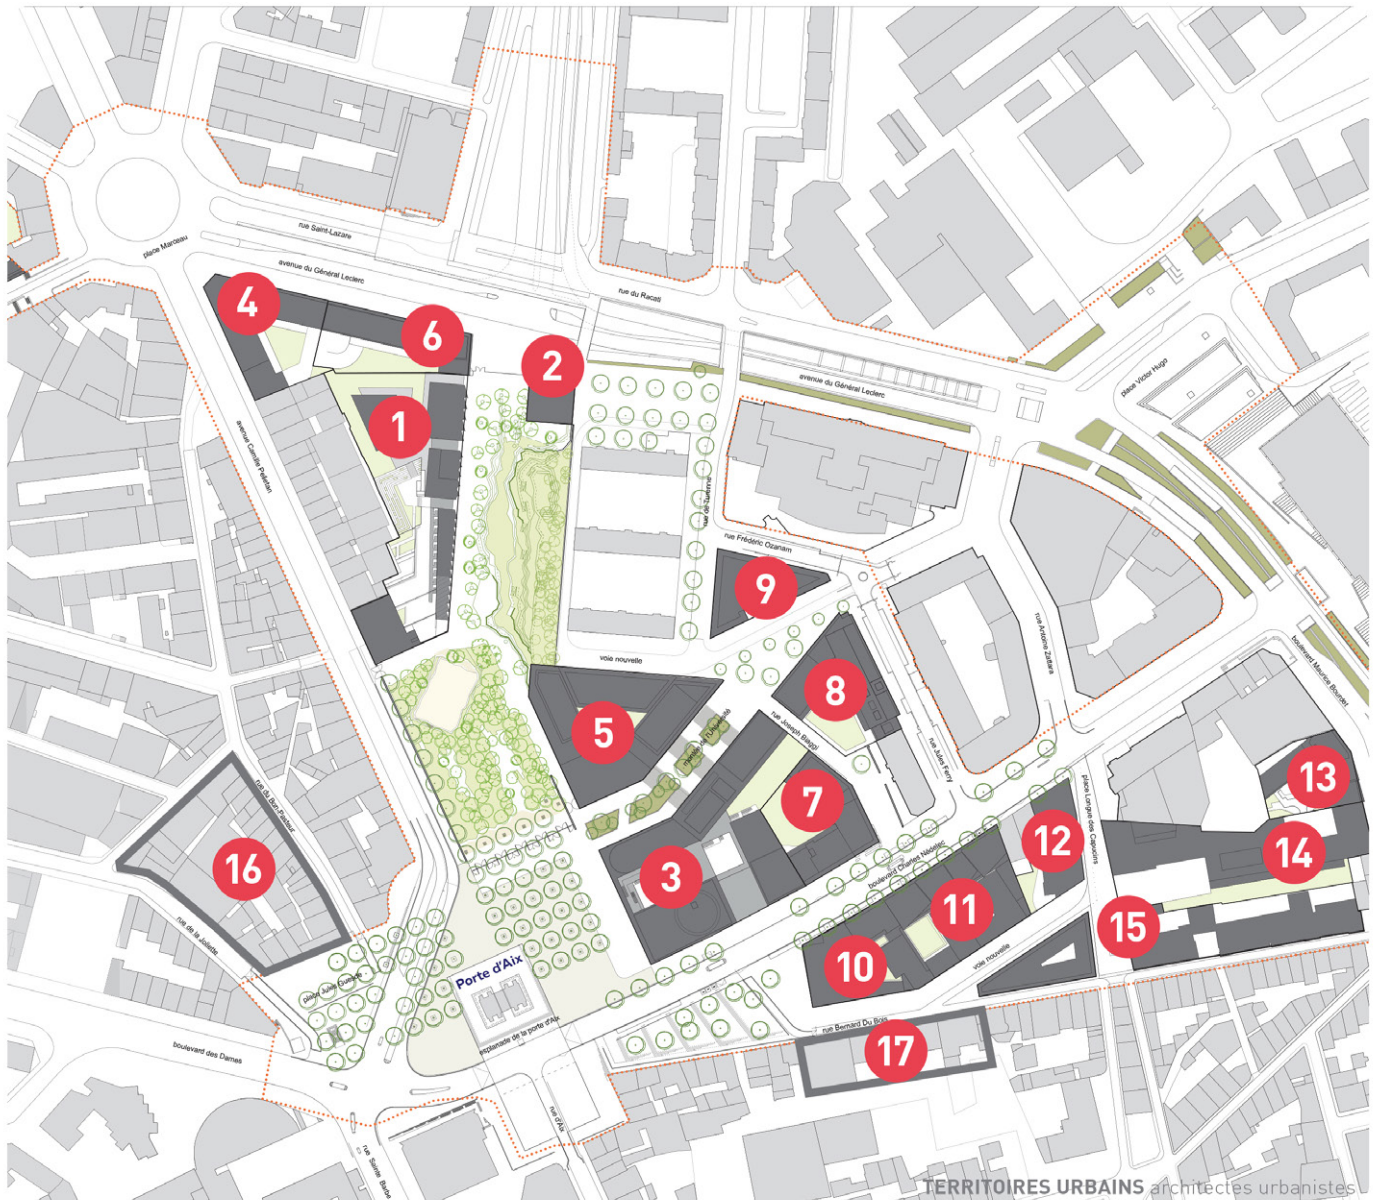 rue Saint-Lazare
place Marceau
avenue du Général Leclerc
rue du Racati
4
6
2
avenue du Général Leclerc
place Victor Hugo
1
avenue Camille Pelletan
rue de Turenne
rue Frédéric Ozanam
9
rue Antoine Zattara
voie nouvelle
boulevard Maurice Bourdet
8
5
rue Joseph Biaggi
rue Jules Ferry
13
7
place Longue des Capucins
rue du Bon-Pasteur
12
14
16
3
boulevard Charles Nédelec
11
15
rue de la Joliette
10
voie nouvelle
Porte d'Aix
place Jules Guesde
esplanade de la porte d'Aix
rue Bernard Du Bois
17
boulevard des Dames
rue d'Aix
rue Sainte Barbe
TERRITOIRES URBAINS architectes urbanistes